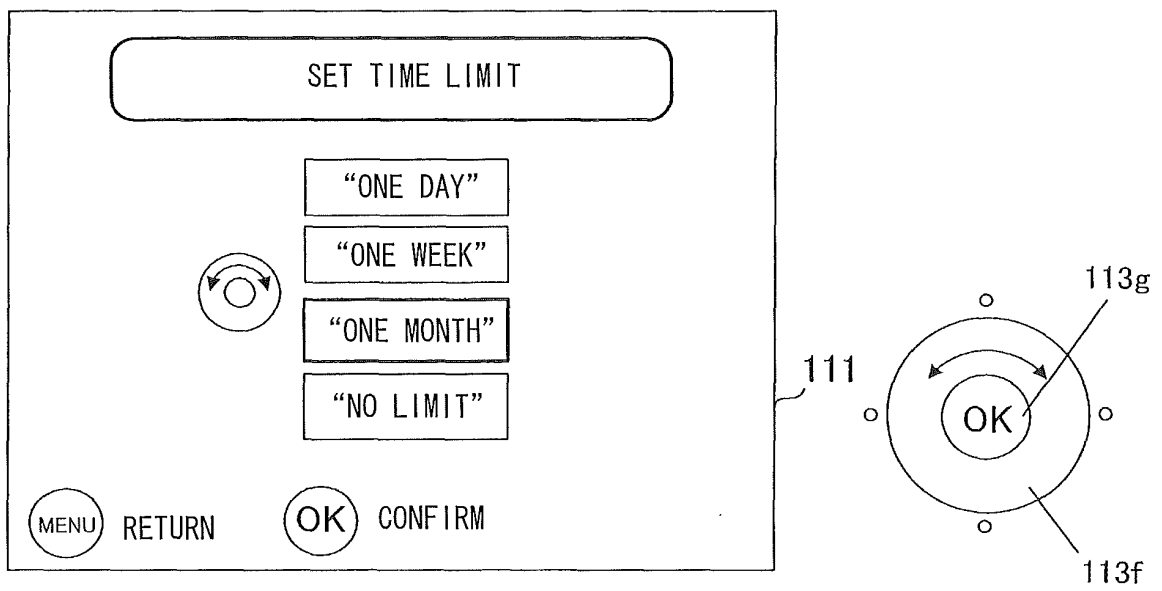 SET TIME LIMIT
“ONE DAY”
“ONE WEEK”
“ONE MONTH”
“NO LIMIT”
MENU RETURN OK CONFIRM
111
113g
OK
113f